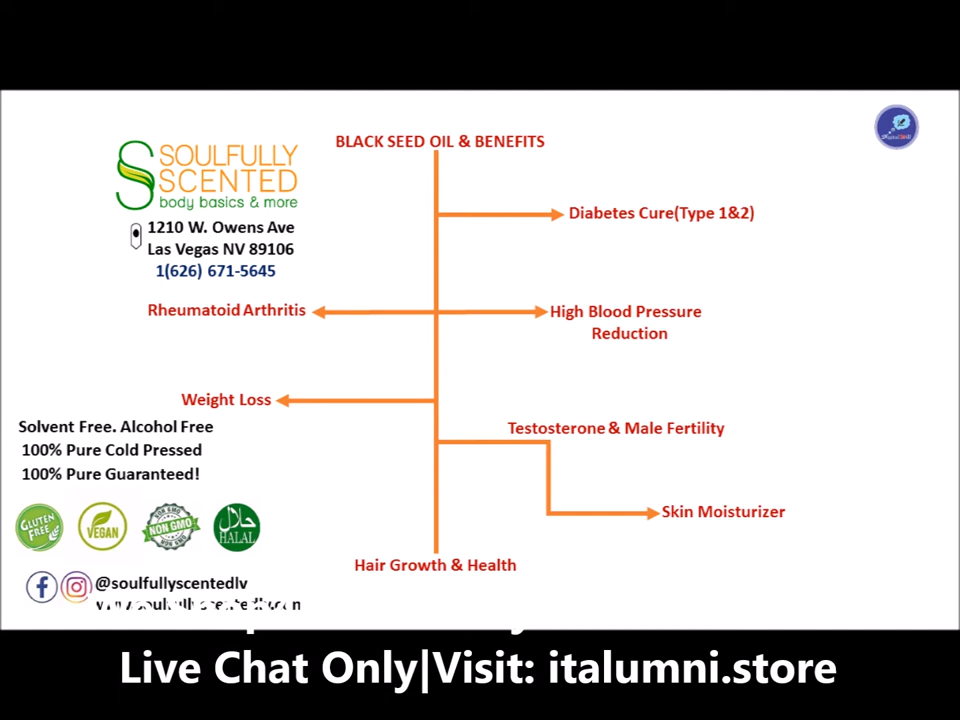 BLACK SEED OIL & BENEFITS
SOULFULLY
SCENTED
body basics & more
1210 W. Owens Ave
Las Vegas NV 89106
1(626) 671-5645
Diabetes Cure(Type 1&2)
Rheumatoid Arthritis
High Blood Pressure
Reduction
Weight Loss
Solvent Free. Alcohol Free
100% Pure Cold Pressed
100% Pure Guaranteed!
Testosterone & Male Fertility
Skin Moisturizer
GLUTEN
FREE
VEGAN
NON GMO
حلال
HALAL
Hair Growth & Health
@soulfullyscentedlv
Live Chat Only|Visit: italumni.store